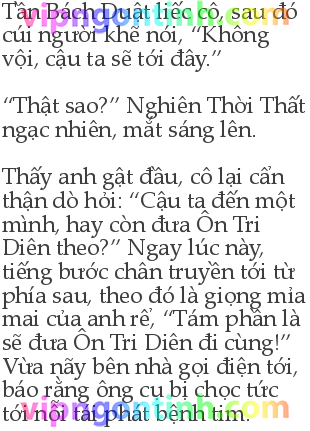 Tần Bách Duật liếc cô, sau đó
cúi người khẽ nói, “Không
vội, cậu ta sẽ tới đây.”
“Thật sao?” Nghiên Thời Thất
ngạc nhiên, mắt sáng lên.
Thấy anh gật đầu, cô lại cẩn
thận dò hỏi: “Cậu ta đến một
mình, hay còn đưa Ôn Tri
Diên theo?” Ngay lúc này,
tiếng bước chân truyền tới từ
phía sau, theo đó là giọng mỉa
mai của anh rể, “Tám phần là
sẽ đưa Ôn Tri Diên đi cùng!”
Vừa nãy bên nhà gọi điện tới,
báo rằng ông cụ bị chọc tức
tới nỗi tái phát bệnh tim.
vipngontinh.com
vipngontinh.com